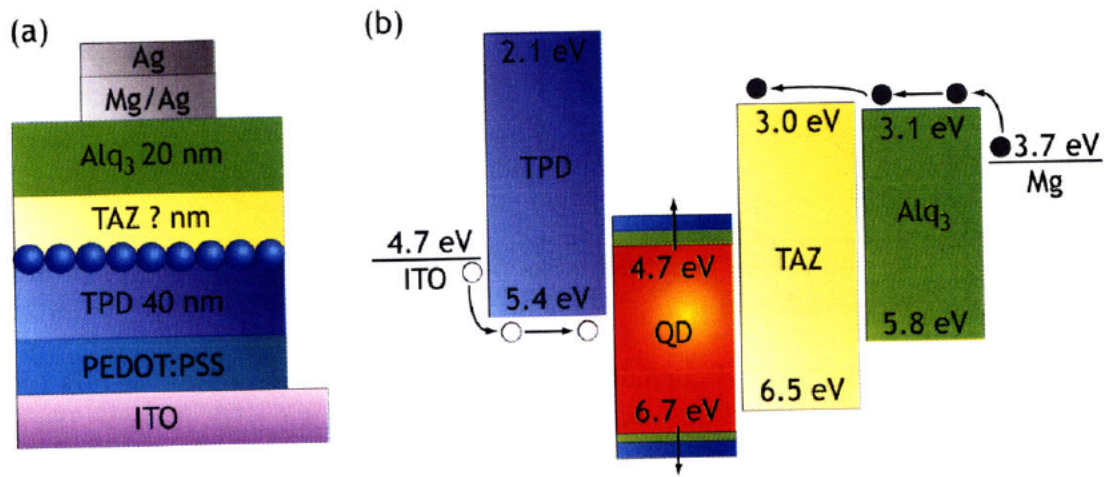 (a)
Ag
Mg/Ag
Alq₃ 20 nm
TAZ ? nm
TPD 40 nm
PEDOT:PSS
ITO
(b)
2.1 eV
TPD
5.4 eV
4.7 eV
ITO
4.7 eV
QD
6.7 eV
3.0 eV
TAZ
6.5 eV
3.1 eV
Alq₃
5.8 eV
3.7 eV
Mg